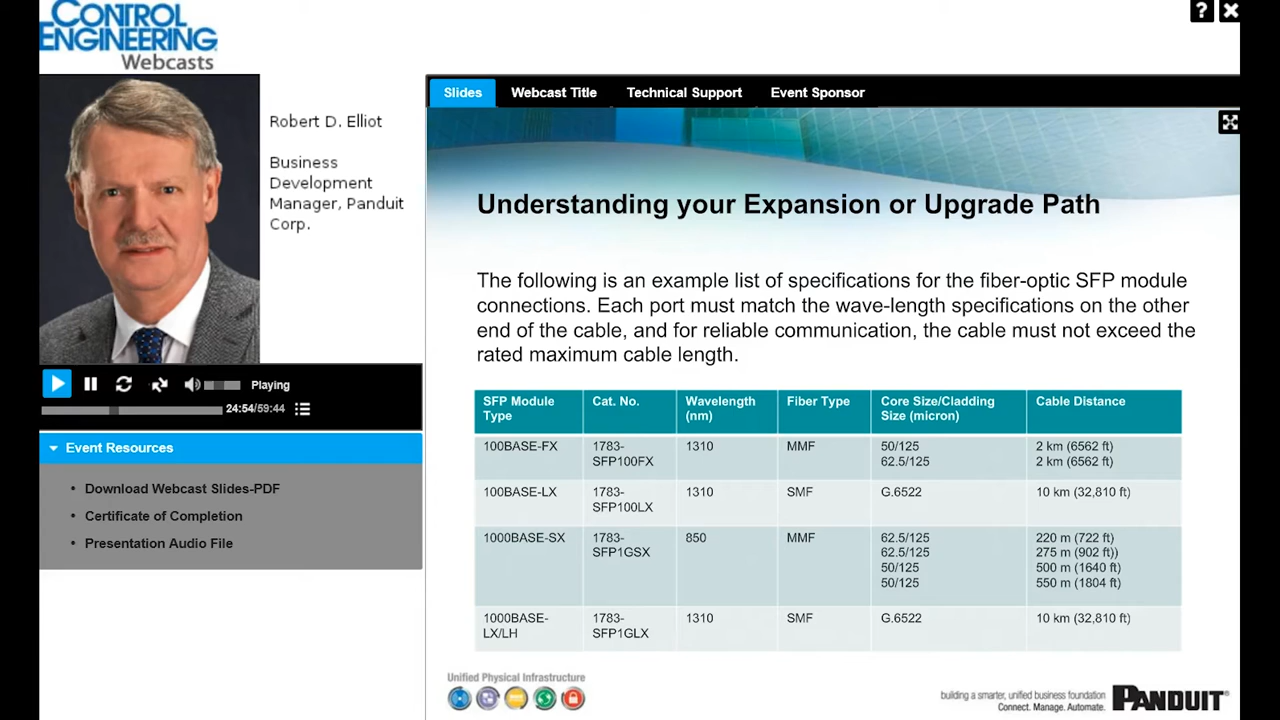 CONTROL
ENGINEERING
Webcasts
? ×
Robert D. Elliot
Business
Development
Manager, Panduit
Corp.
Playing
24:54/59:44
Event Resources
• Download Webcast Slides-PDF
• Certificate of Completion
• Presentation Audio File
Slides Webcast Title Technical Support Event Sponsor
Understanding your Expansion or Upgrade Path
The following is an example list of specifications for the fiber-optic SFP module
connections. Each port must match the wave-length specifications on the other
end of the cable, and for reliable communication, the cable must not exceed the
rated maximum cable length.
SFP Module Cat. No. Wavelength Fiber Type Core Size/Cladding Cable Distance
Type (nm) Size (micron)
100BASE-FX 1783- 1310 MMF 50/125 2 km (6562 ft)
SFP100FX 62.5/125 2 km (6562 ft)
100BASE-LX 1783- 1310 SMF G.6522 10 km (32,810 ft)
SFP100LX
1000BASE-SX 1783- 850 MMF 62.5/125 220 m (722 ft)
SFP1GSX 62.5/125 275 m (902 ft))
50/125 500 m (1640 ft)
50/125 550 m (1804 ft)
1000BASE- 1783- 1310 SMF G.6522 10 km (32,810 ft)
LX/LH SFP1GLX
Unified Physical Infrastructure
building a smarter, unified business foundation
Connect. Manage. Automate.
PANDUIT